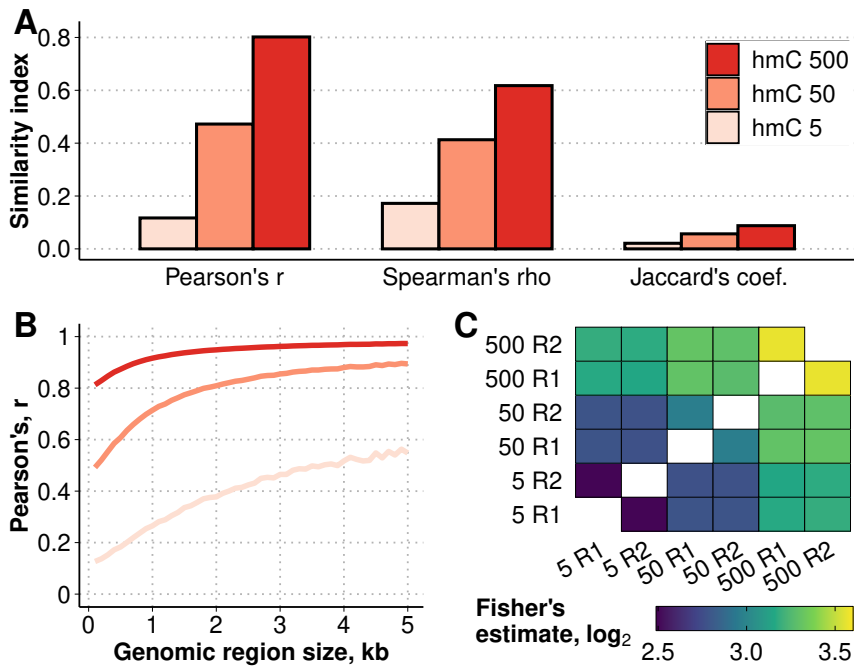 A
Similarity index
0.8
0.6
0.4
0.2
0.0
hmC 500
hmC 50
hmC 5
Pearson's r
Spearman's rho
Jaccard's coef.
B
Pearson's, r
1
0.8
0.6
0.4
0.2
0
0 1 2 3 4 5
Genomic region size, kb
C
500 R2
500 R1
50 R2
50 R1
5 R2
5 R1
5 R1 5 R2 50 R1 50 R2 500 R1 500 R2
Fisher's
estimate, log₂
2.5 3.0 3.5